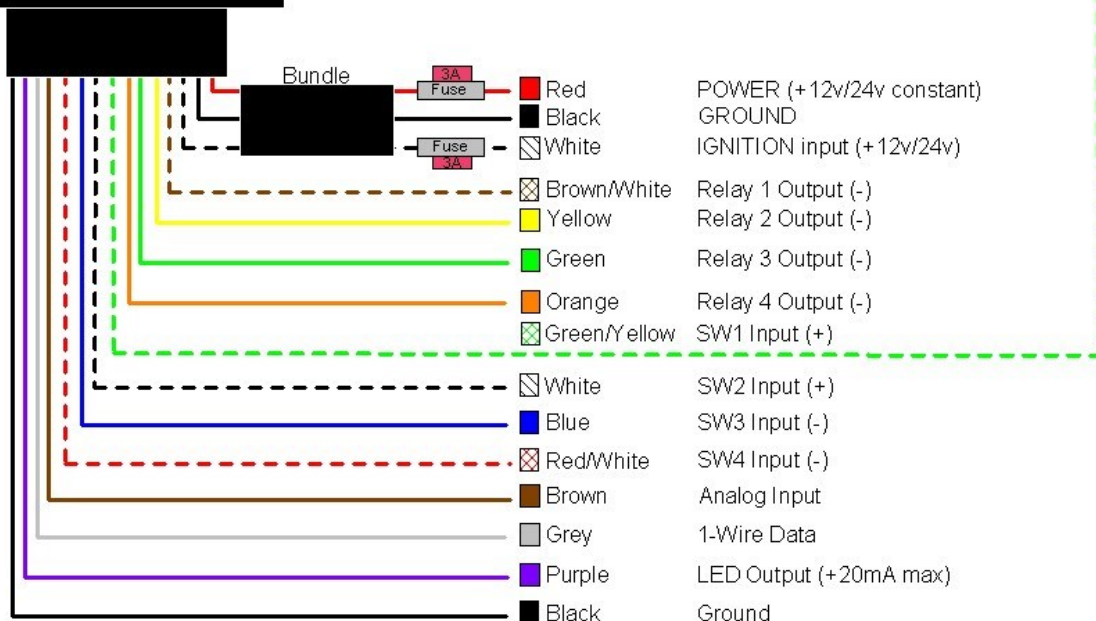 Bundle
3A
Fuse
Red POWER (+12v/24v constant)
Black GROUND
Fuse
3A
White IGNITION input (+12v/24v)
Brown/White Relay 1 Output (-)
Yellow Relay 2 Output (-)
Green Relay 3 Output (-)
Orange Relay 4 Output (-)
Green/Yellow SW1 Input (+)
White SW2 Input (+)
Blue SW3 Input (-)
Red/White SW4 Input (-)
Brown Analog Input
Grey 1-Wire Data
Purple LED Output (+20mA max)
Black Ground